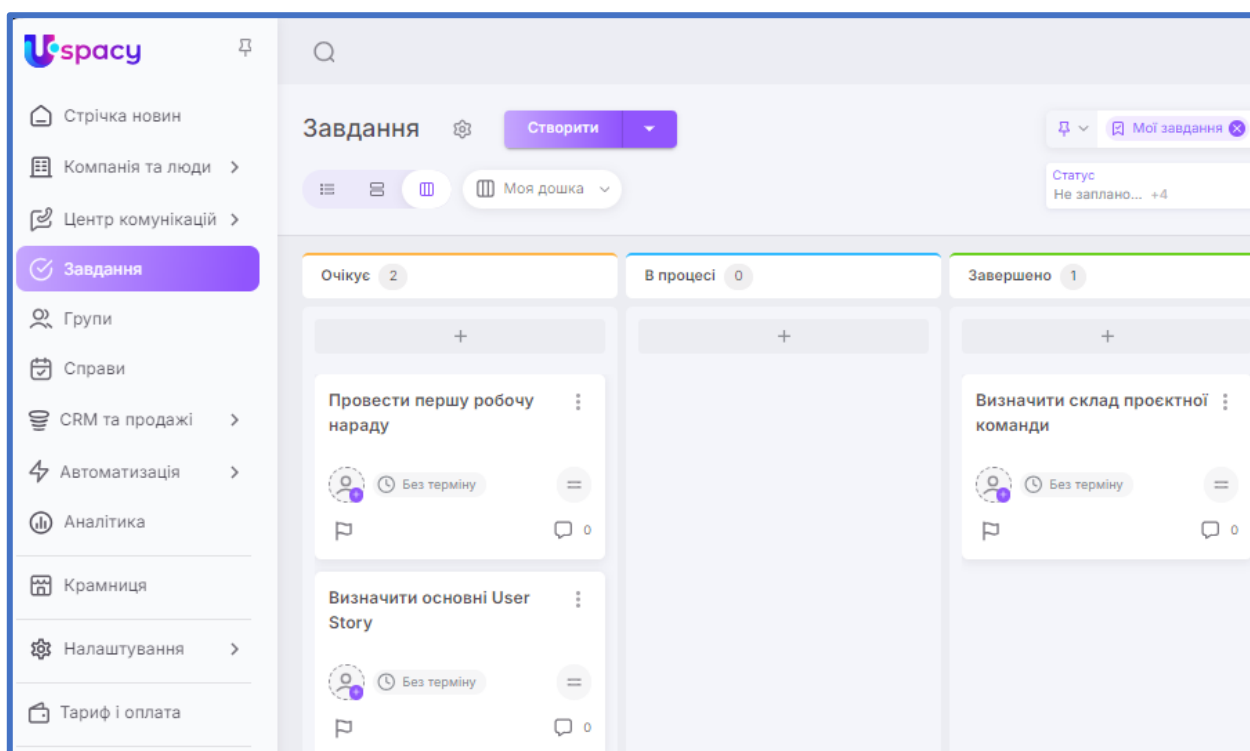 Uspacy
Стрічка новин
Компанія та люди
Центр комунікацій
Завдання
Групи
Справи
CRM та продажі
Автоматизація
Аналітика
Крамниця
Налаштування
Тариф і оплата
Завдання
Створити
Мої завдання
Моя дошка
Статус
Не заплано... +4
Очікує 2
В процесі 0
Завершено 1
+
+
+
Провести першу робочу
нараду
Без терміну
0
Визначити основні User
Story
Без терміну
0
Визначити склад проєктної
команди
Без терміну
0